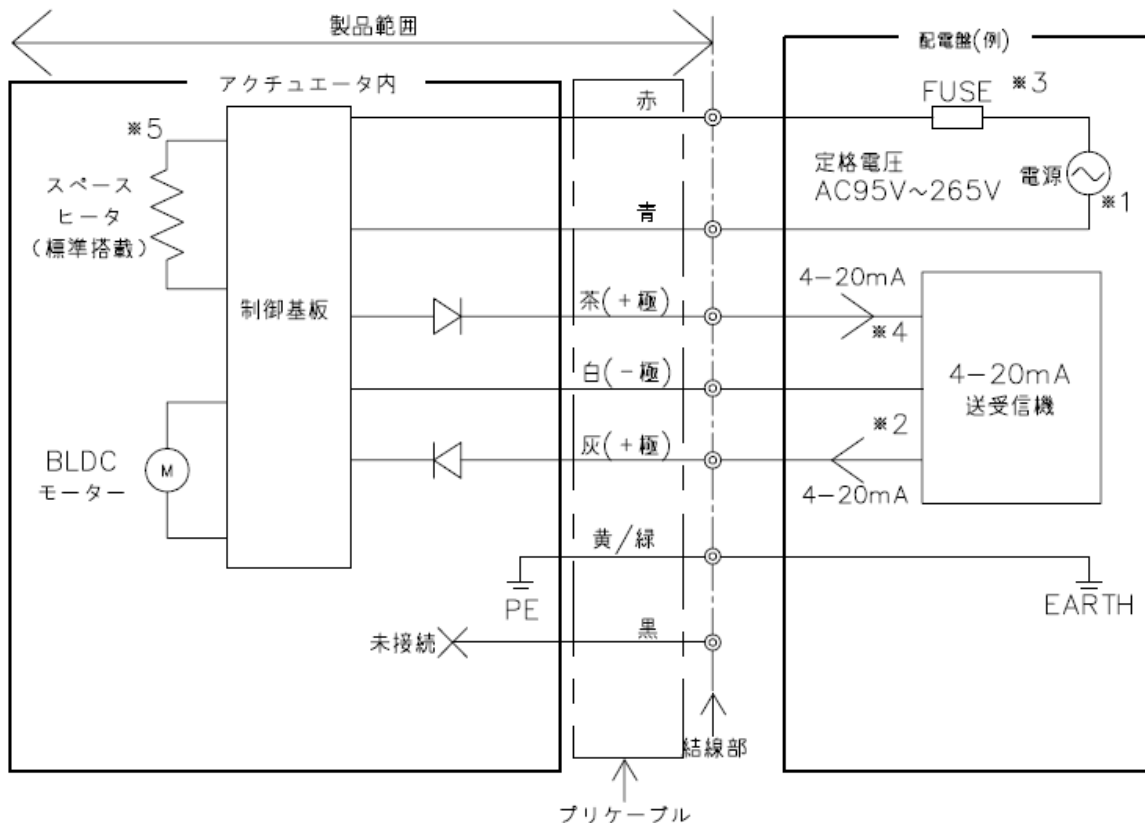 製品範囲
配電盤(例)
アクチュエータ内
赤
FUSE ※3
※5
定格電圧
AC95V～265V
電源
※1
スペース
ヒータ
(標準搭載)
青
制御基板
茶(+極)
4-20mA
※4
白(-極)
4-20mA
送受信機
※2
灰(+極)
4-20mA
BLDC
モーター
M
黄/緑
PE
EARTH
黒
未接続
結線部
プリケーブル